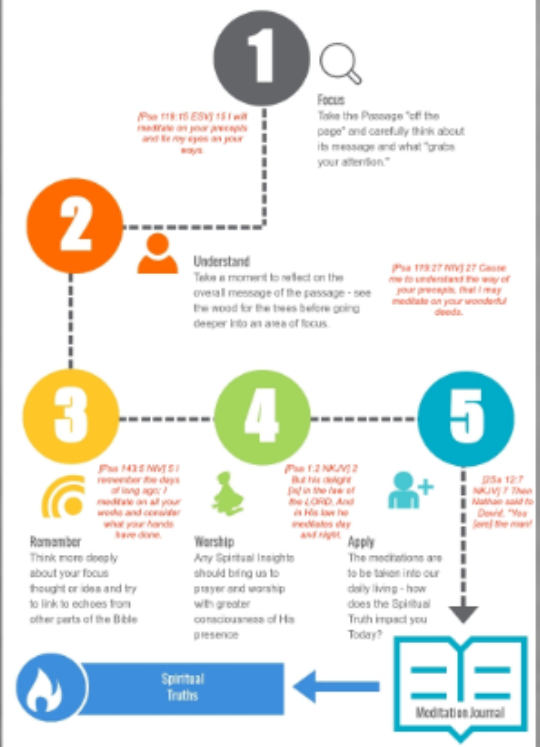 1
[Psa 119:15 ESV] 15 I will
meditate on your precepts
and fix my eyes on your
ways.
Focus
Take the Passage "off the
page" and carefully think about
its message and what "grabs
your attention."
2
Understand
Take a moment to reflect on the
overall message of the passage - see
the wood for the trees before going
deeper into an area of focus.
[Psa 119:27 NIV] 27 Cause
me to understand the way of
your precepts, that I may
meditate on your wonderful
deeds.
3
[Psa 143:5 NIV] 5 I
remember the days
of long ago; I
meditate on all your
works and consider
what your hands
have done.
Remember
Think more deeply
about your focus
thought or idea and try
to link to echoes from
other parts of the Bible
4
[Psa 1:2 NKJV] 2
But his delight
[is] in the law of
the LORD, And
in His law he
meditates day
and night.
Worship
Any Spiritual Insights
should bring us to
prayer and worship
with greater
consciousness of His
presence
5
[2Sa 12:7
NKJV] 7 Then
Nathan said to
David, "You
[are] the man!
Apply
The meditations are
to be taken into our
daily living - how
does the Spiritual
Truth impact you
Today?
Meditation Journal
Spiritual
Truths